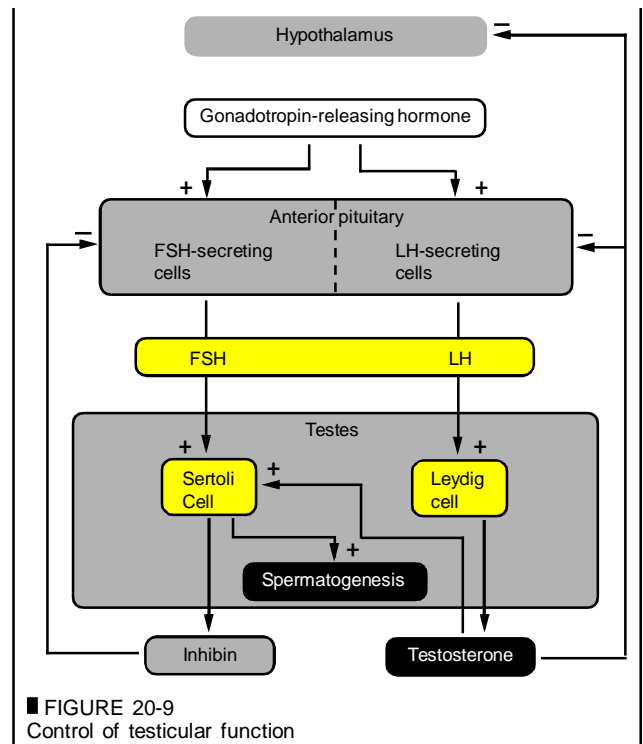 Hypothalamus
−
Gonadotropin-releasing hormone
+ +
Anterior pituitary
− −
FSH-secreting
cells
LH-secreting
cells
FSH LH
Testes
+ + +
Sertoli
Cell
Leydig
cell
+
Spermatogenesis
Inhibin
Testosterone
■ FIGURE 20-9
Control of testicular function